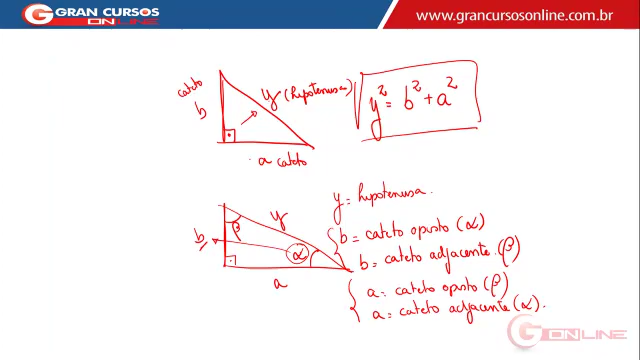 GRAN CURSOS
ONLINE
www.grancursosonline.com.br
cateto
b
y (hipotenusa)
y² = b² + a²
a cateto
y = hipotenusa.
b = cateto oposto (α)
b = cateto adjacente (β)
a = cateto oposto (β)
a = cateto adjacente (α).
β
y
b
α
a
G ONLINE